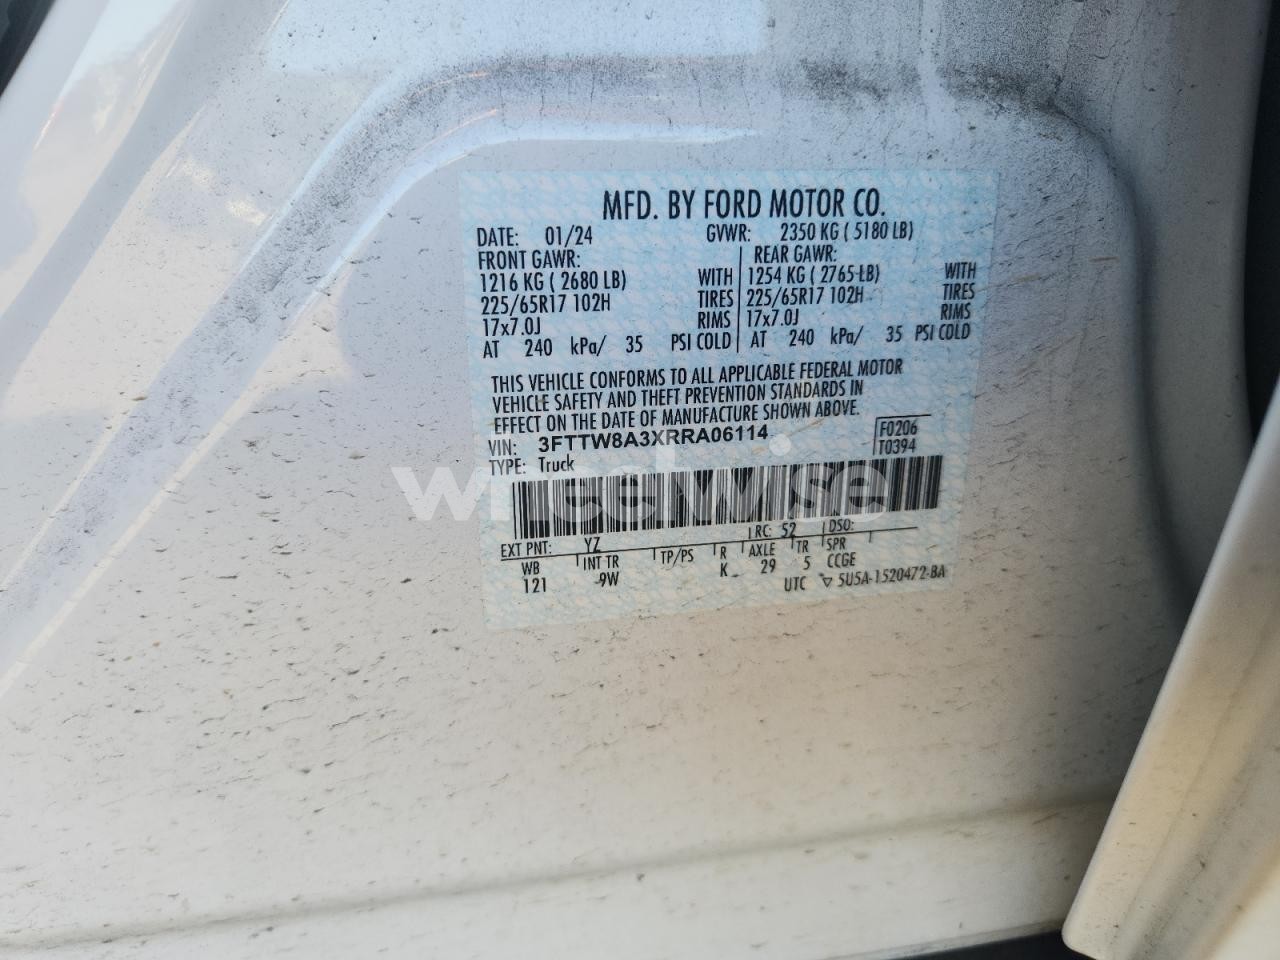 MFD. BY FORD MOTOR CO.
DATE: 01/24 GVWR: 2350 KG ( 5180 LB)
FRONT GAWR: REAR GAWR:
1216 KG ( 2680 LB) WITH 1254 KG ( 2765 LB) WITH
225/65R17 102H TIRES 225/65R17 102H TIRES
17x7.0J RIMS 17x7.0J RIMS
AT 240 kPa/ 35 PSI COLD AT 240 kPa/ 35 PSI COLD
THIS VEHICLE CONFORMS TO ALL APPLICABLE FEDERAL MOTOR
VEHICLE SAFETY AND THEFT PREVENTION STANDARDS IN
EFFECT ON THE DATE OF MANUFACTURE SHOWN ABOVE.
VIN: 3FTTW8A3XRRA06114 F0206
TYPE: Truck T0394
wheelwise
EXT PNT: YZ RC: 52 DSO:
WB INT TR TP/PS R AXLE TR SPR
121 9W K 29 5 CCGE
UTC ▽ 5U5A-1520472-BA